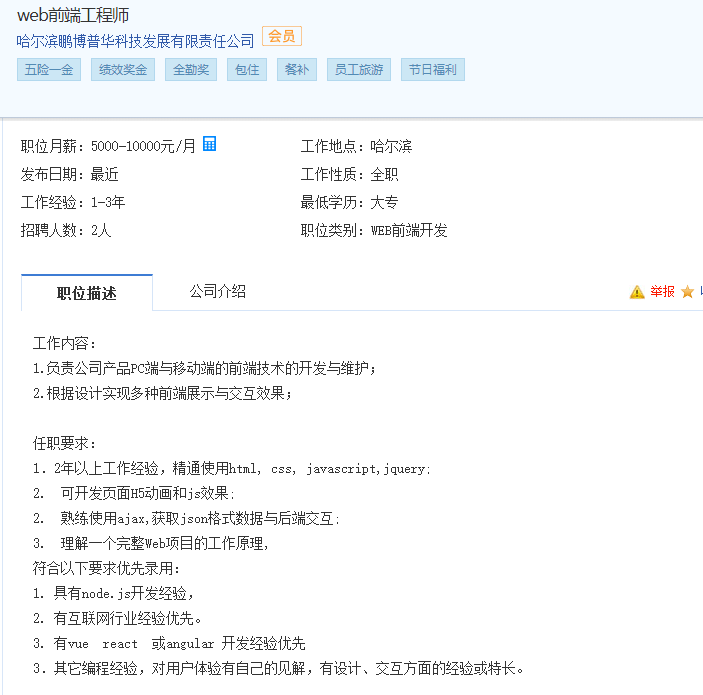 web前端工程师
哈尔滨鹏博普华科技发展有限责任公司 会员
五险一金 绩效奖金 全勤奖 包住 餐补 员工旅游 节日福利
职位月薪：5000-10000元/月 工作地点：哈尔滨
发布日期：最近 工作性质：全职
工作经验：1-3年 最低学历：大专
招聘人数：2人 职位类别：WEB前端开发
职位描述 公司介绍 举报
工作内容：
1.负责公司产品PC端与移动端的前端技术的开发与维护；
2.根据设计实现多种前端展示与交互效果；
任职要求：
1. 2年以上工作经验，精通使用html, css, javascript,jquery;
2. 可开发页面H5动画和js效果;
2. 熟练使用ajax,获取json格式数据与后端交互;
3. 理解一个完整Web项目的工作原理,
符合以下要求优先录用：
1. 具有node.js开发经验，
2. 有互联网行业经验优先。
3. 有vue react 或angular 开发经验优先
3. 其它编程经验，对用户体验有自己的见解，有设计、交互方面的经验或特长。